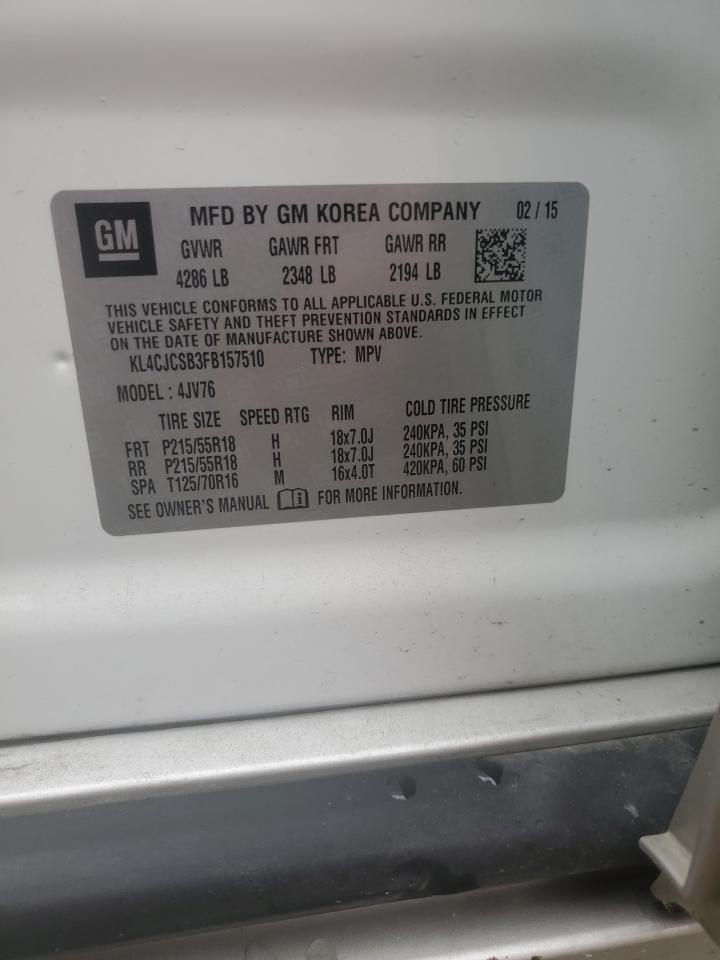 GM
MFD BY GM KOREA COMPANY 02 / 15
GVWR GAWR FRT GAWR RR
4286 LB 2348 LB 2194 LB
THIS VEHICLE CONFORMS TO ALL APPLICABLE U.S. FEDERAL MOTOR
VEHICLE SAFETY AND THEFT PREVENTION STANDARDS IN EFFECT
ON THE DATE OF MANUFACTURE SHOWN ABOVE.
KL4CJCSB3FB157510 TYPE: MPV
MODEL : 4JV76
TIRE SIZE SPEED RTG RIM COLD TIRE PRESSURE
FRT P215/55R18 H 18x7.0J 240KPA, 35 PSI
RR P215/55R18 H 18x7.0J 240KPA, 35 PSI
SPA T125/70R16 M 16x4.0T 420KPA, 60 PSI
SEE OWNER'S MANUAL i FOR MORE INFORMATION.